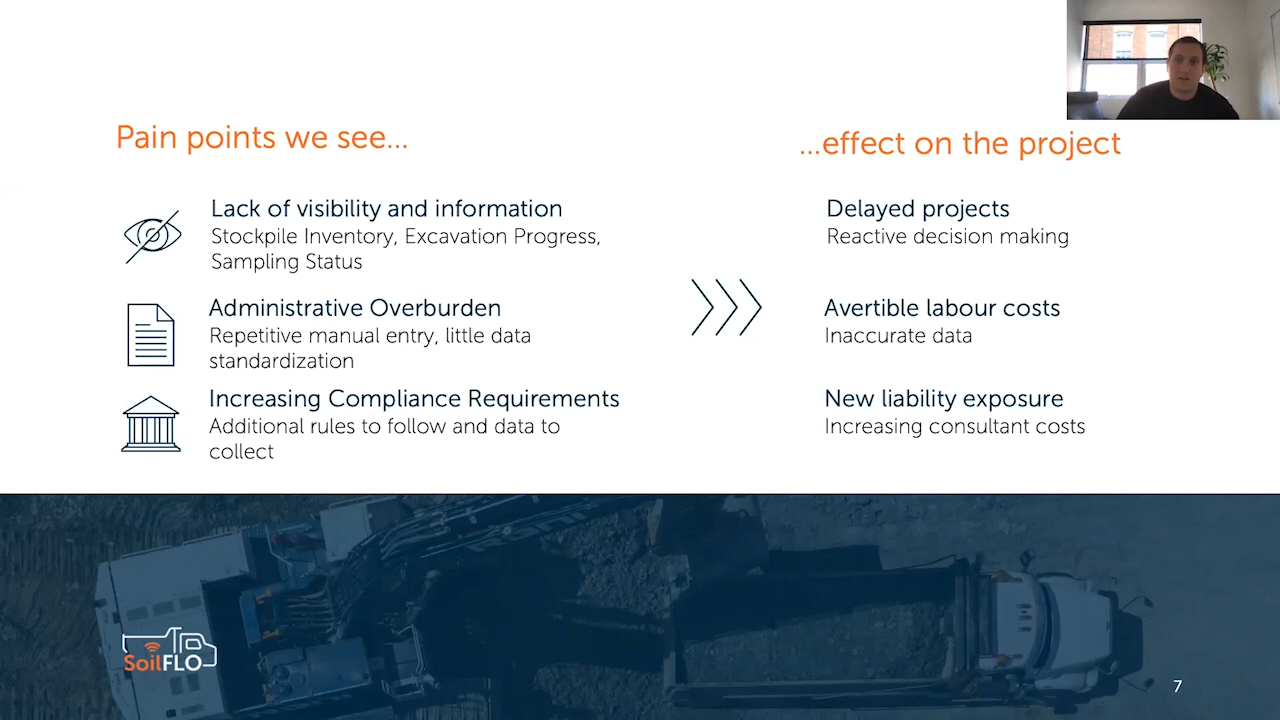 Pain points we see...
...effect on the project
Lack of visibility and information
Stockpile Inventory, Excavation Progress,
Sampling Status
Delayed projects
Reactive decision making
Administrative Overburden
Repetitive manual entry, little data
standardization
Avertible labour costs
Inaccurate data
Increasing Compliance Requirements
Additional rules to follow and data to
collect
New liability exposure
Increasing consultant costs
SoilFLO
7